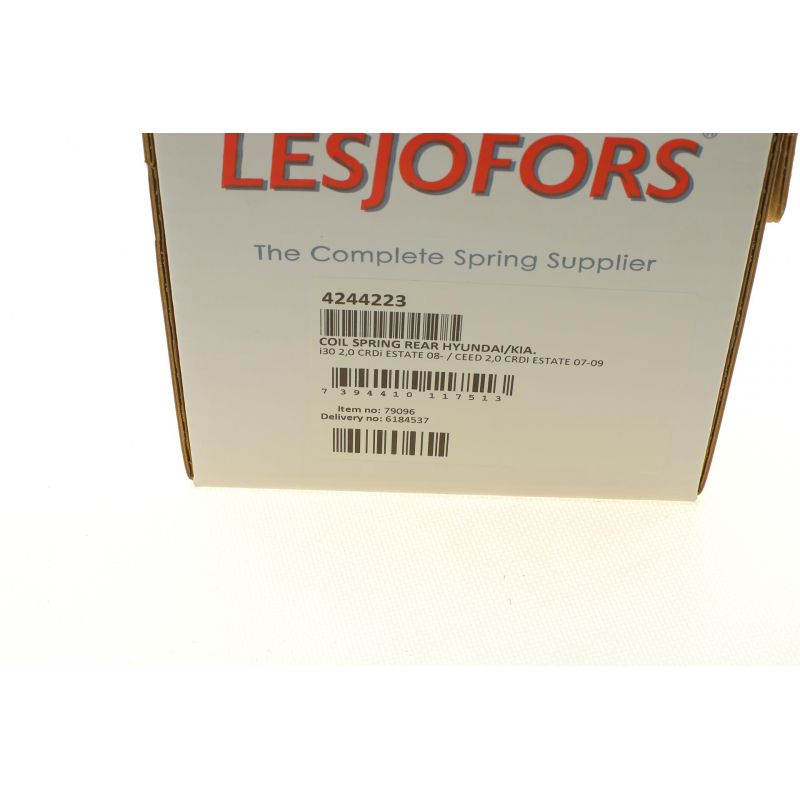 LESJOFORS®
The Complete Spring Supplier
4244223
COIL SPRING REAR HYUNDAI/KIA.
i30 2,0 CRDi ESTATE 08- / CEED 2,0 CRDI ESTATE 07-09
7 394410 117513
Item no: 79096
Delivery no: 6184537